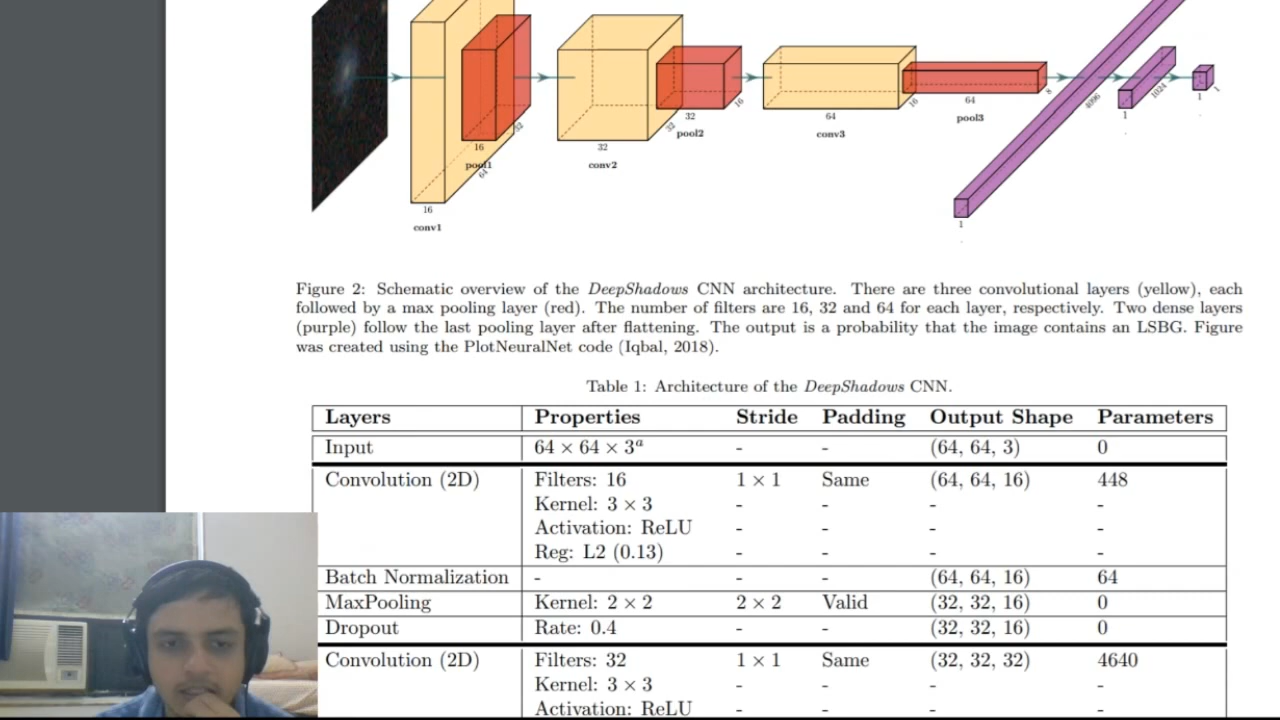 16
pool1
32
64
16
conv1
32
conv2
32
32
pool2
16
64
conv3
16
64
pool3
8
1
4096
1
1024
1
1
Figure 2: Schematic overview of the DeepShadows CNN architecture. There are three convolutional layers (yellow), each
followed by a max pooling layer (red). The number of filters are 16, 32 and 64 for each layer, respectively. Two dense layers
(purple) follow the last pooling layer after flattening. The output is a probability that the image contains an LSBG. Figure
was created using the PlotNeuralNet code (Iqbal, 2018).
Table 1: Architecture of the DeepShadows CNN.
Layers Properties Stride Padding Output Shape Parameters
Input 64 × 64 × 3ᵃ - - (64, 64, 3) 0
Convolution (2D) Filters: 16 1 × 1 Same (64, 64, 16) 448
Kernel: 3 × 3 - - - -
Activation: ReLU - - - -
Reg: L2 (0.13) - - - -
Batch Normalization - - - (64, 64, 16) 64
MaxPooling Kernel: 2 × 2 2 × 2 Valid (32, 32, 16) 0
Dropout Rate: 0.4 - - (32, 32, 16) 0
Convolution (2D) Filters: 32 1 × 1 Same (32, 32, 32) 4640
Kernel: 3 × 3 - - - -
Activation: ReLU - - - -